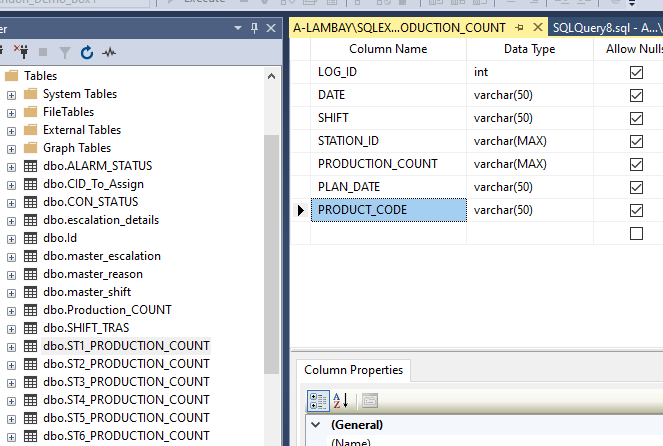 Execute
Tables
System Tables
FileTables
External Tables
Graph Tables
dbo.ALARM_STATUS
dbo.CID_To_Assign
dbo.CON_STATUS
dbo.escalation_details
dbo.Id
dbo.master_escalation
dbo.master_reason
dbo.master_shift
dbo.Production_COUNT
dbo.SHIFT_TRAS
dbo.ST1_PRODUCTION_COUNT
dbo.ST2_PRODUCTION_COUNT
dbo.ST3_PRODUCTION_COUNT
dbo.ST4_PRODUCTION_COUNT
dbo.ST5_PRODUCTION_COUNT
dbo.ST6_PRODUCTION_COUNT
A-LAMBAY\SQLEX...ODUCTION_COUNT SQLQuery8.sql - A...\
Column Name Data Type Allow Nulls
LOG_ID int
DATE varchar(50)
SHIFT varchar(50)
STATION_ID varchar(MAX)
PRODUCTION_COUNT varchar(MAX)
PLAN_DATE varchar(50)
PRODUCT_CODE varchar(50)
Column Properties
(General)
(Name)